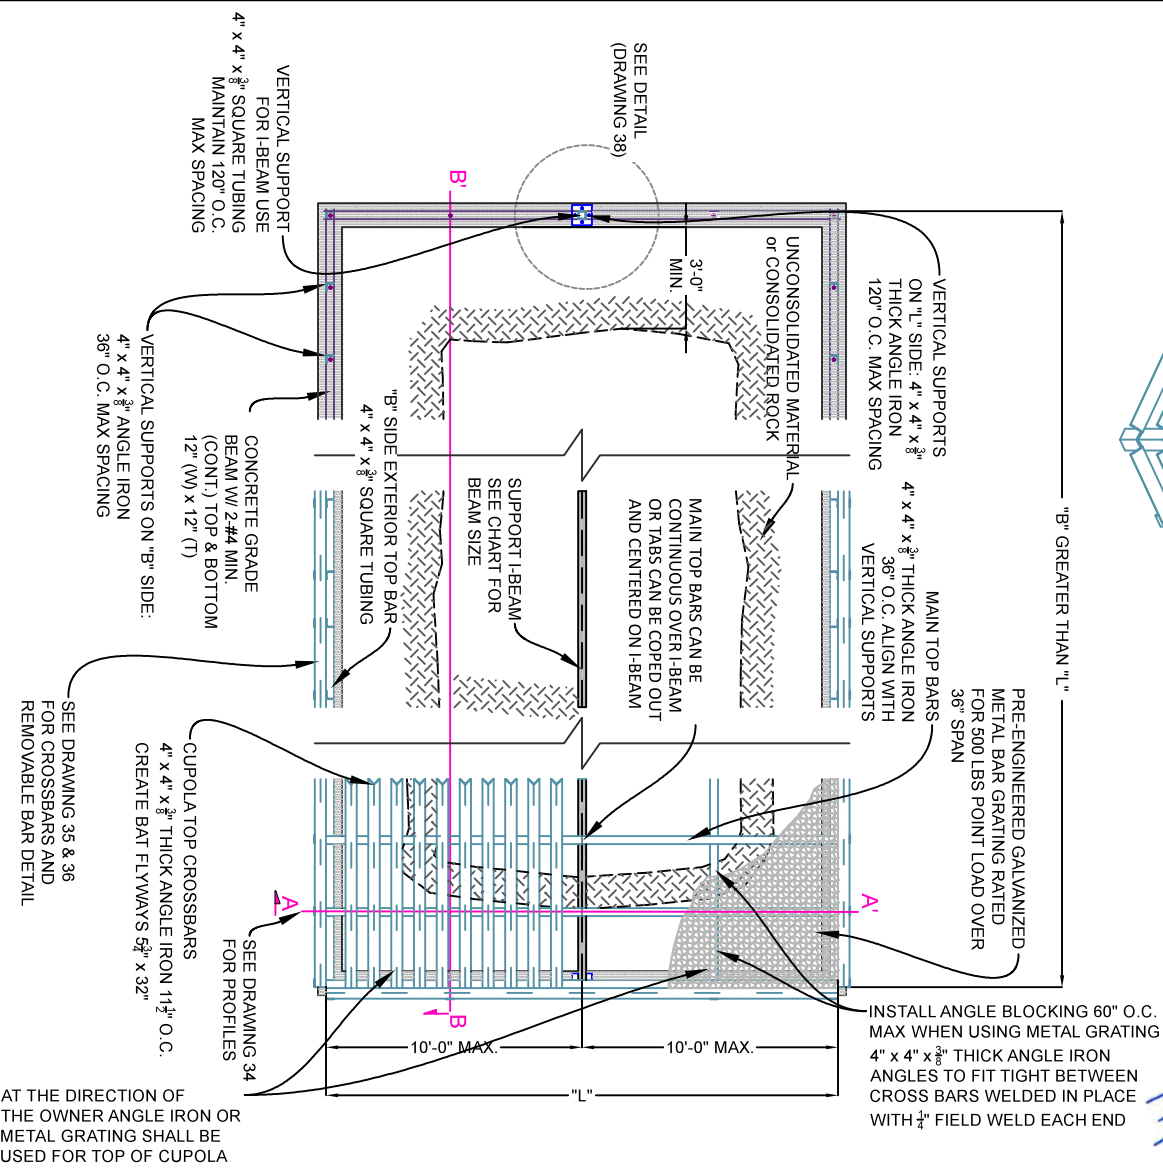 SEE DETAIL
(DRAWING 38)
VERTICAL SUPPORT
FOR I-BEAM USE
4" x 4" x 3/8" SQUARE TUBING
MAINTAIN 120" O.C.
MAX SPACING
B'
3'-0"
MIN.
UNCONSOLIDATED MATERIAL
or CONSOLIDATED ROCK
VERTICAL SUPPORTS
ON "L" SIDE: 4" x 4" x 3/8"
THICK ANGLE IRON
120" O.C. MAX SPACING
VERTICAL SUPPORTS ON "B" SIDE:
4" x 4" x 3/8" ANGLE IRON
36" O.C. MAX SPACING
CONCRETE GRADE
BEAM W/ 2-#4 MIN.
(CONT.) TOP & BOTTOM
12" (W) x 12" (T)
"B" SIDE EXTERIOR TOP BAR
4" x 4" x 3/8" SQUARE TUBING
SUPPORT I-BEAM
SEE CHART FOR
BEAM SIZE
MAIN TOP BARS CAN BE
CONTINUOUS OVER I-BEAM
OR TABS CAN BE COPED OUT
AND CENTERED ON I-BEAM
MAIN TOP BARS
4" x 4" x 3/8" THICK ANGLE IRON
36" O.C. ALIGN WITH
VERTICAL SUPPORTS
"B" GREATER THAN "L"
PRE-ENGINEERED GALVANIZED
METAL BAR GRATING RATED
FOR 500 LBS POINT LOAD OVER
36" SPAN
SEE DRAWING 35 & 36
FOR CROSSBARS AND
REMOVABLE BAR DETAIL
CUPOLA TOP CROSSBARS
4" x 4" x 3/8" THICK ANGLE IRON 11 1/2" O.C.
CREATE BAT FLYWAYS 5 3/4" x 32"
A
A'
SEE DRAWING 34
FOR PROFILES
B
10'-0" MAX.
10'-0" MAX.
"L"
INSTALL ANGLE BLOCKING 60" O.C.
MAX WHEN USING METAL GRATING
4" x 4" x 3/8" THICK ANGLE IRON
ANGLES TO FIT TIGHT BETWEEN
CROSS BARS WELDED IN PLACE
WITH 1/4" FIELD WELD EACH END
AT THE DIRECTION OF
THE OWNER ANGLE IRON OR
METAL GRATING SHALL BE
USED FOR TOP OF CUPOLA